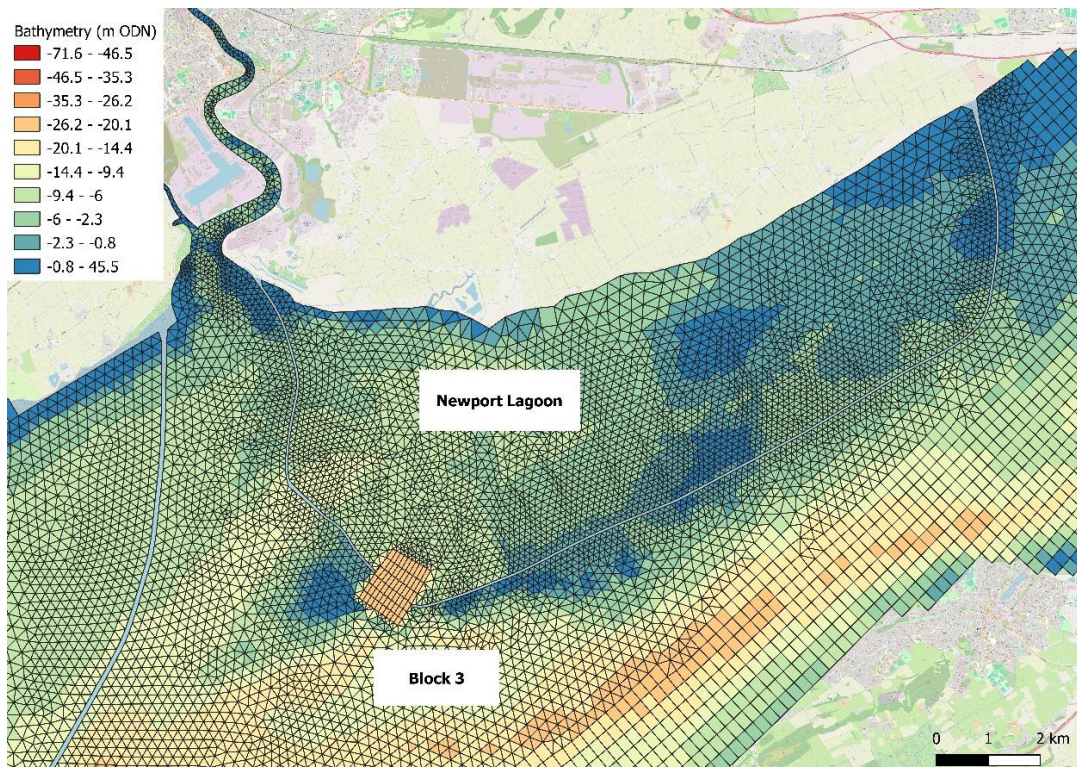 Bathymetry (m ODN)
-71.6 - -46.5
-46.5 - -35.3
-35.3 - -26.2
-26.2 - -20.1
-20.1 - -14.4
-14.4 - -9.4
-9.4 - -6
-6 - -2.3
-2.3 - -0.8
-0.8 - 45.5
Newport Lagoon
Block 3
0 1 2 km